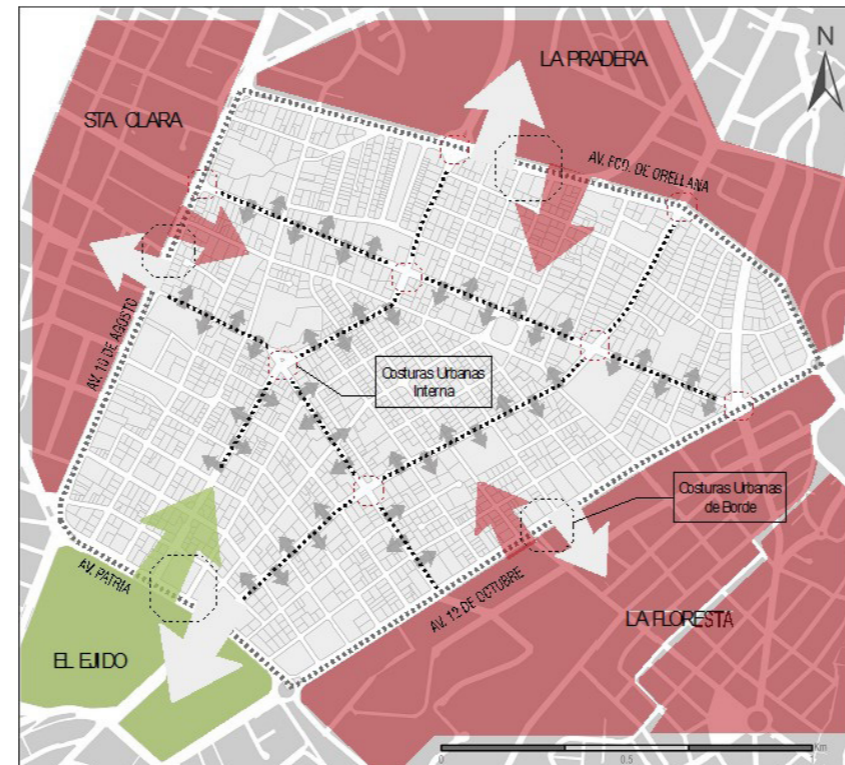 N
LA PRADERA
STA. CLARA
AV. FCO. DE ORELLANA
AV. 10 DE AGOSTO
Costuras Urbanas
Interna
Costuras Urbanas
de Borde
AV. PATRIA
AV. 12 DE OCTUBRE
LA FLORESTA
EL EJIDO
Km
0
0.5